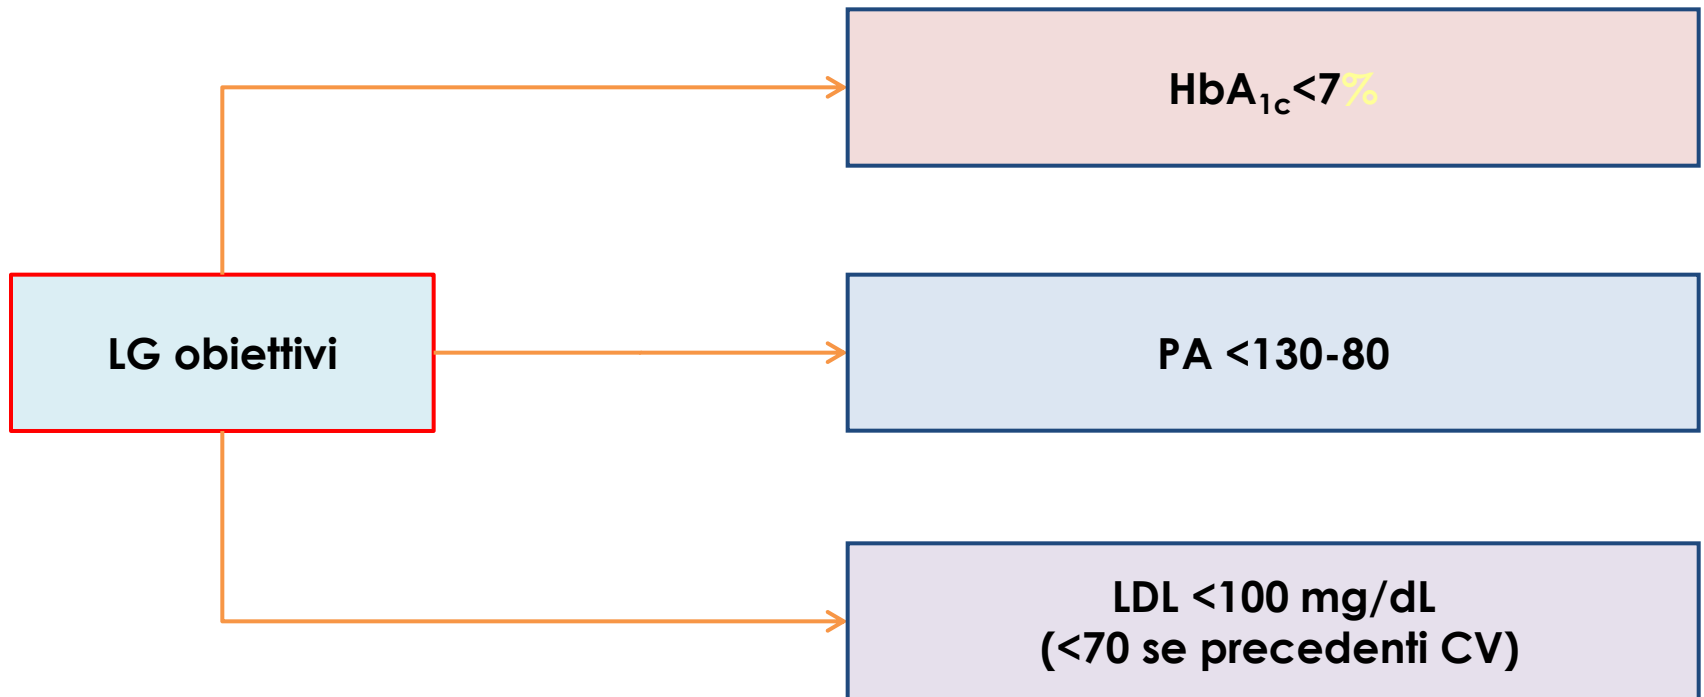 HbA1c<7%
LG obiettivi
PA <130-80
LDL <100 mg/dL
(<70 se precedenti CV)